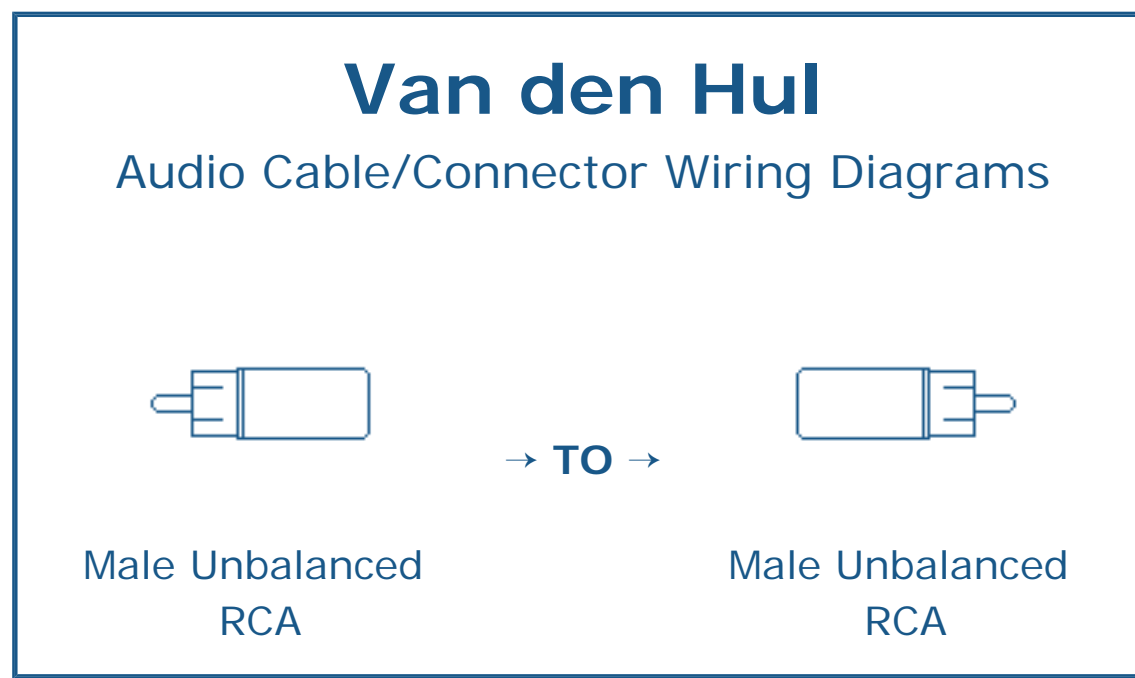 Van den Hul
Audio Cable/Connector Wiring Diagrams
→ TO →
Male Unbalanced
RCA
Male Unbalanced
RCA